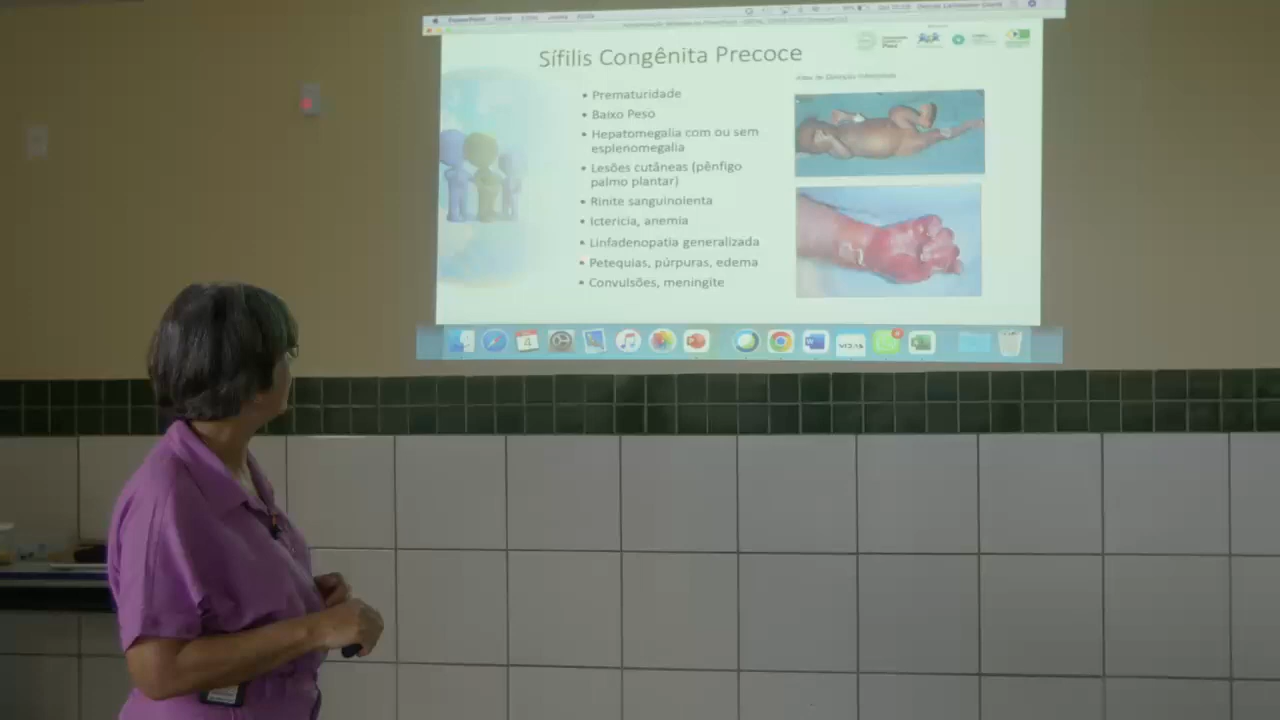 Sífilis Congênita Precoce
• Prematuridade
• Baixo Peso
• Hepatomegalia com ou sem
esplenomegalia
• Lesões cutâneas (pênfigo
palmo plantar)
• Rinite sanguinolenta
• Icterícia, anemia
• Linfadenopatia generalizada
• Petequias, púrpuras, edema
• Convulsões, meningite